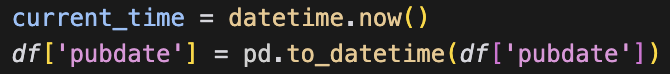 current_time = datetime.now()
df['pubdate'] = pd.to_datetime(df['pubdate'])